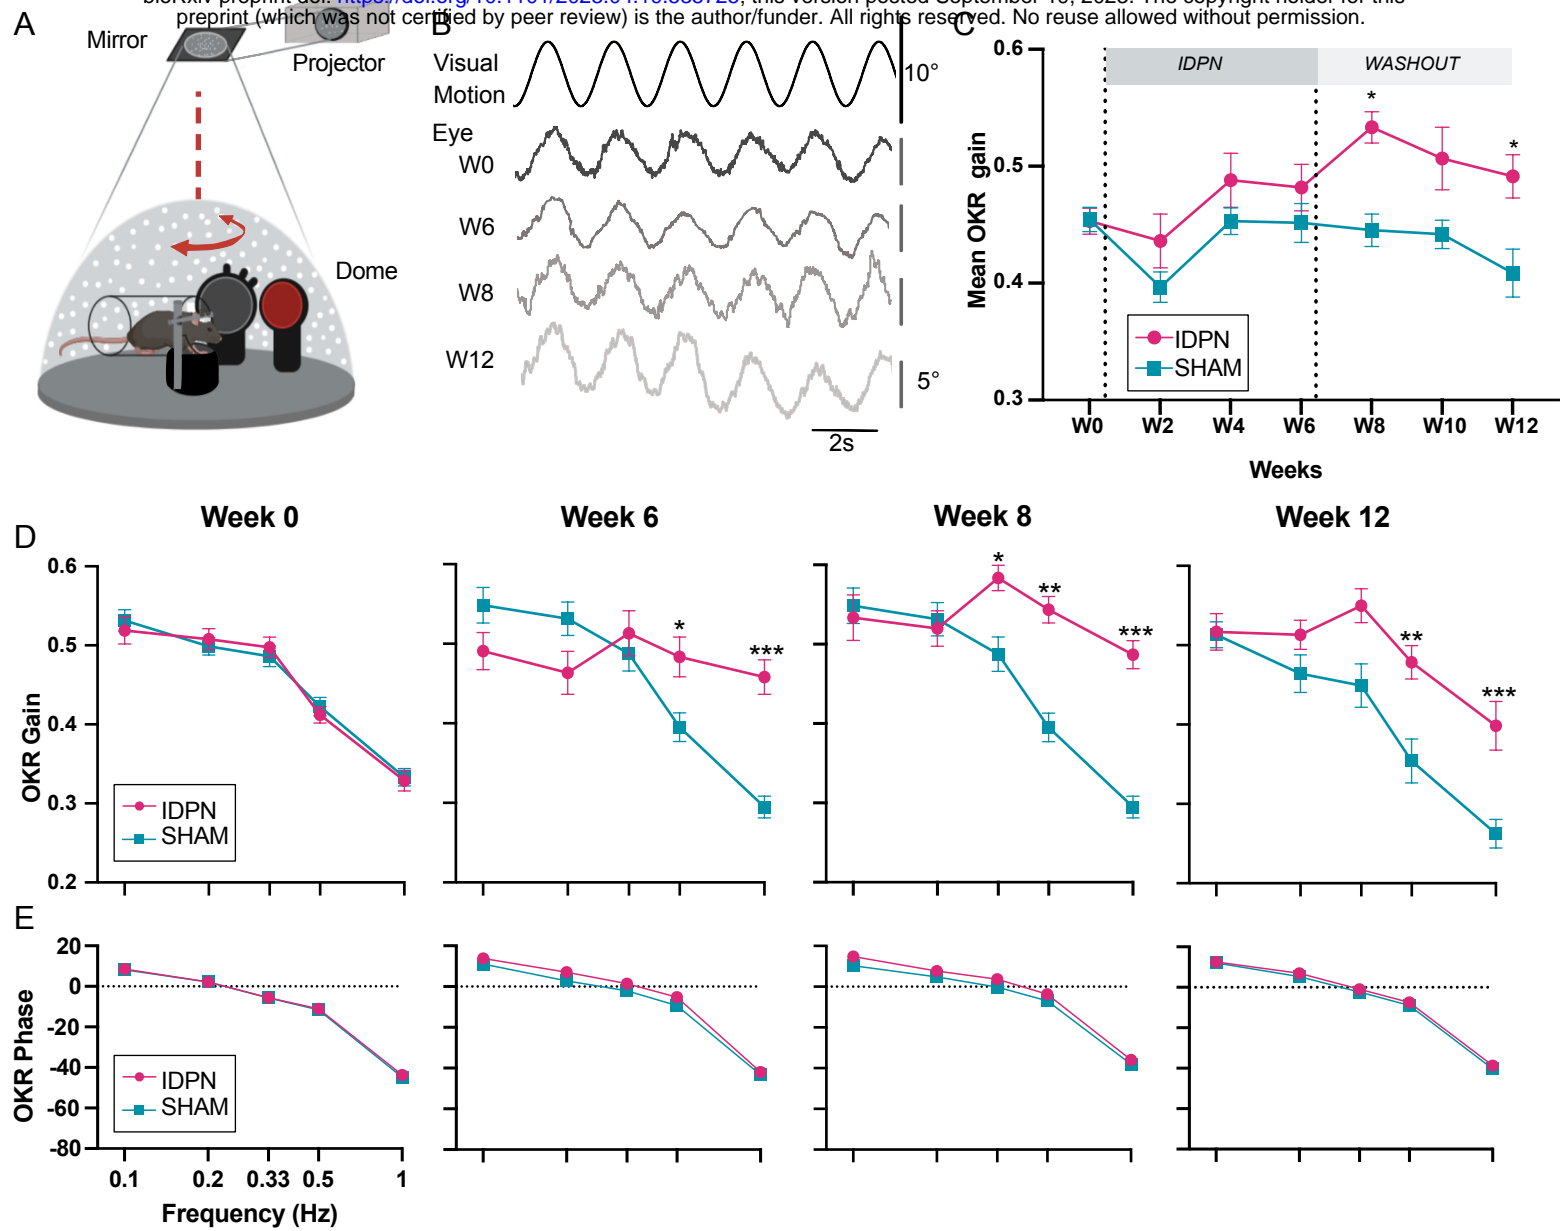 preprint (which was not certified by peer review) is the author/funder. All rights reserved. No reuse allowed without permission.
A
Mirror
Projector
Dome
B
Visual
Motion
10°
Eye
W0
W6
W8
W12
5°
2s
C
IDPN
WASHOUT
*
*
Mean OKR gain
0.6
0.5
0.4
0.3
IDPN
SHAM
W0 W2 W4 W6 W8 W10 W12
Weeks
D
Week 0
Week 6
Week 8
Week 12
OKR Gain
0.6
0.5
0.4
0.3
0.2
IDPN
SHAM
*
***
*
**
***
**
***
E
OKR Phase
20
0
-20
-40
-60
-80
IDPN
SHAM
0.1 0.2 0.33 0.5 1
Frequency (Hz)